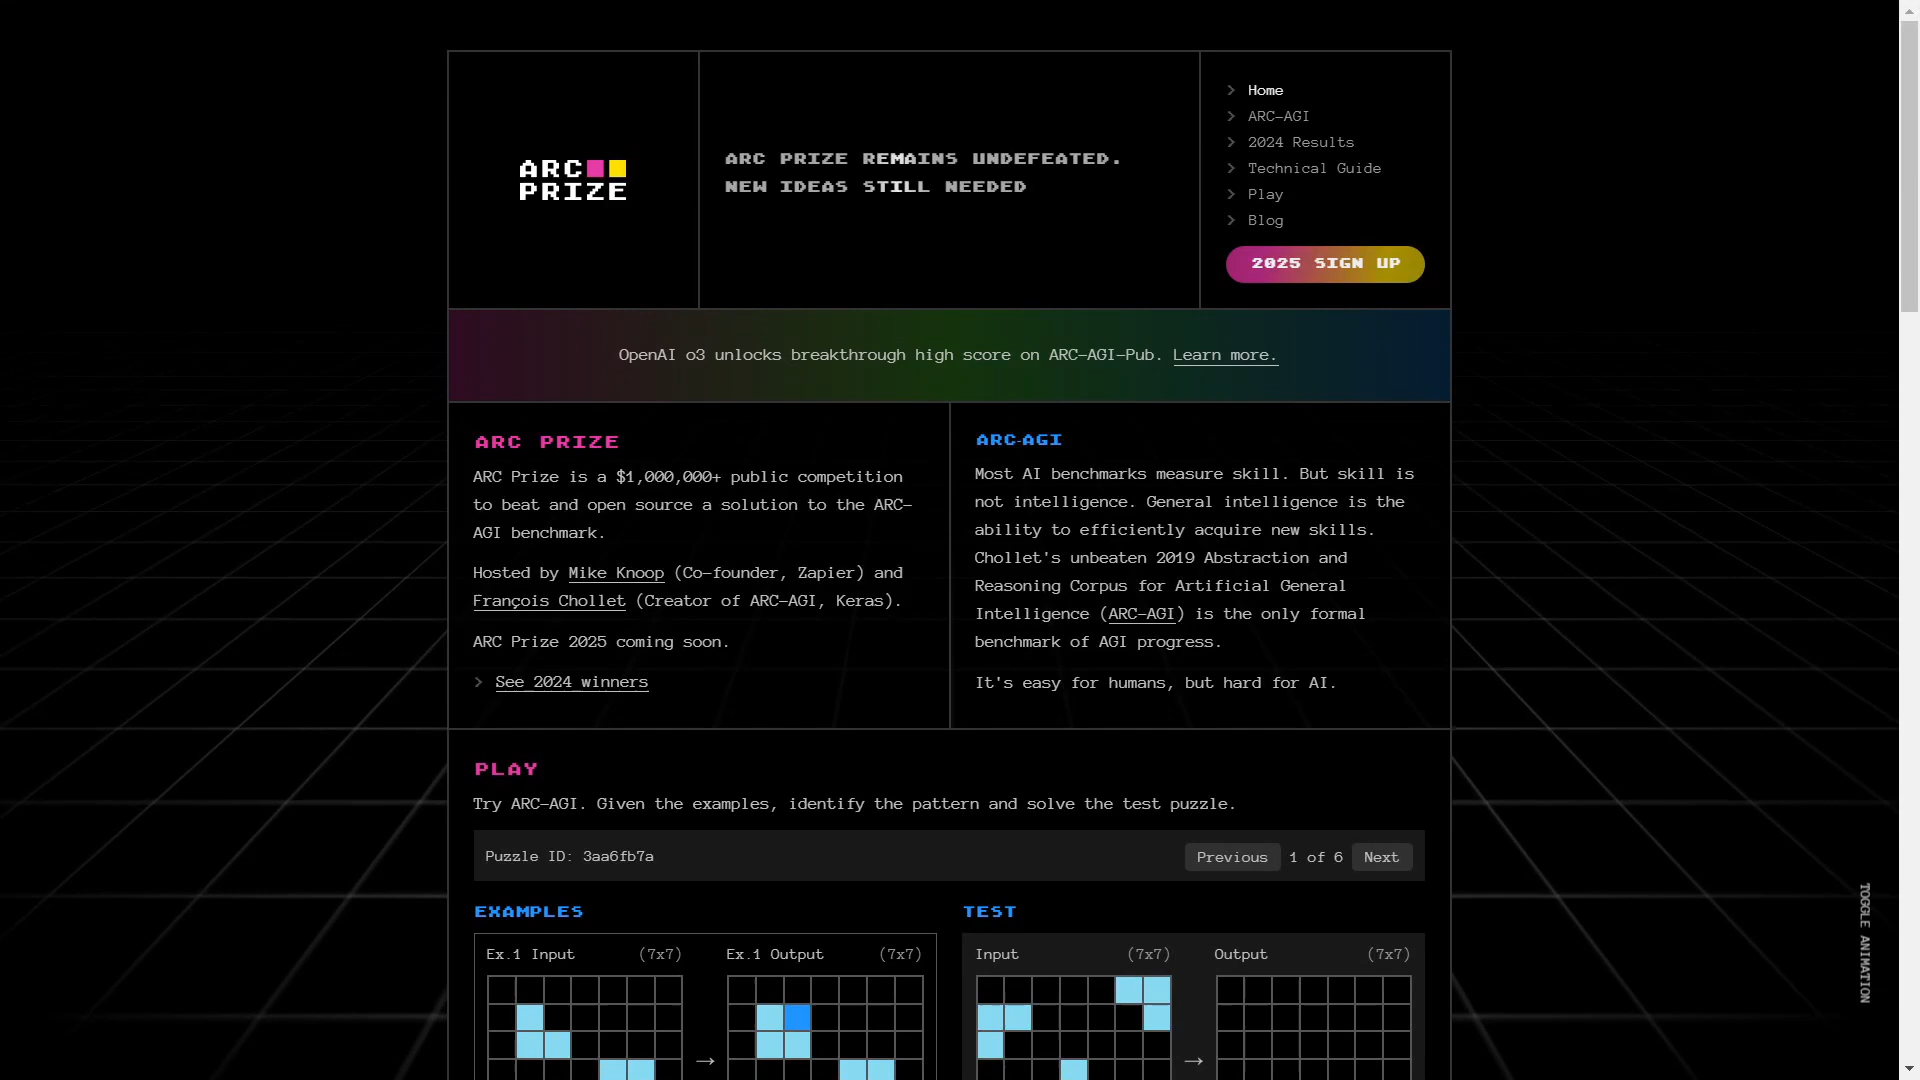 ARC
PRIZE
ARC PRIZE REMAINS UNDEFEATED.
NEW IDEAS STILL NEEDED
Home
ARC-AGI
2024 Results
Technical Guide
Play
Blog
2025 SIGN UP
OpenAI o3 unlocks breakthrough high score on ARC-AGI-Pub. Learn more.
ARC PRIZE
ARC Prize is a $1,000,000+ public competition
to beat and open source a solution to the ARC-
AGI benchmark.
Hosted by Mike Knoop (Co-founder, Zapier) and
François Chollet (Creator of ARC-AGI, Keras).
ARC Prize 2025 coming soon.
See 2024 winners
ARC-AGI
Most AI benchmarks measure skill. But skill is
not intelligence. General intelligence is the
ability to efficiently acquire new skills.
Chollet's unbeaten 2019 Abstraction and
Reasoning Corpus for Artificial General
Intelligence (ARC-AGI) is the only formal
benchmark of AGI progress.
It's easy for humans, but hard for AI.
PLAY
Try ARC-AGI. Given the examples, identify the pattern and solve the test puzzle.
Puzzle ID: 3aa6fb7a
Previous 1 of 6 Next
EXAMPLES
Ex.1 Input (7x7)
Ex.1 Output (7x7)
TEST
Input (7x7)
Output (7x7)
TOGGLE ANIMATION